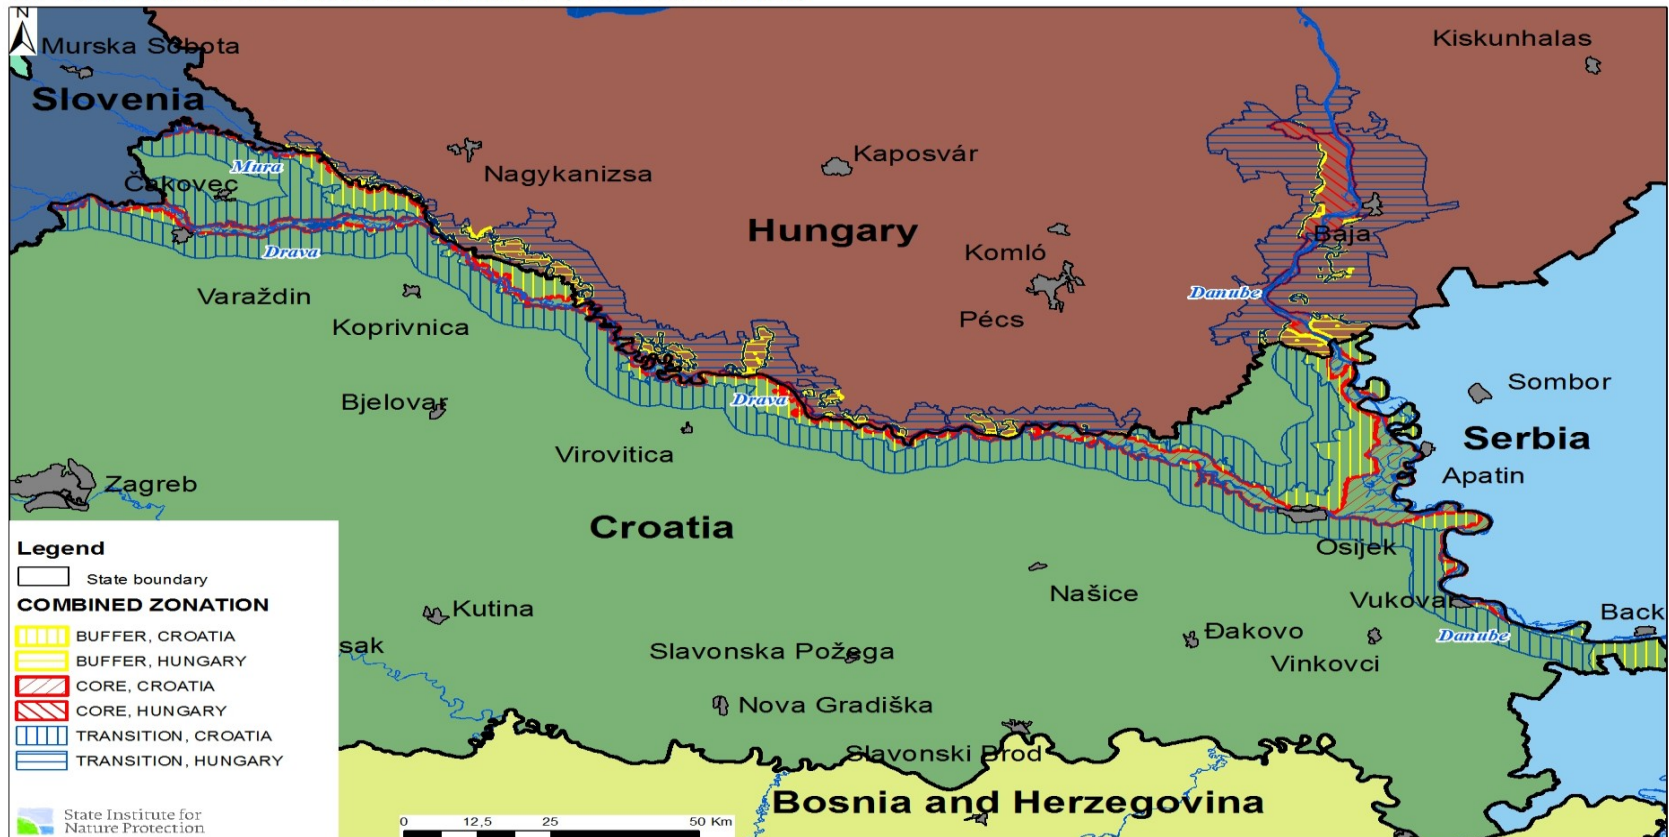 N
Murska Sobota
Kiskunhalas
Slovenia
Mura
Kaposvár
Nagykanizsa
Čakovec
Hungary
Baja
Drava
Komló
Varaždin
Danube
Koprivnica
Pécs
Sombor
Bjelovar
Drava
Serbia
Virovitica
Apatin
Zagreb
Croatia
Osijek
Legend
State boundary
COMBINED ZONATION
BUFFER, CROATIA
BUFFER, HUNGARY
CORE, CROATIA
CORE, HUNGARY
TRANSITION, CROATIA
TRANSITION, HUNGARY
Našice
Vukovar
Kutina
Back
Đakovo
Danube
sak
Slavonska Požega
Vinkovci
Nova Gradiška
Slavonski Brod
Bosnia and Herzegovina
State Institute for
Nature Protection
0 12,5 25 50 Km